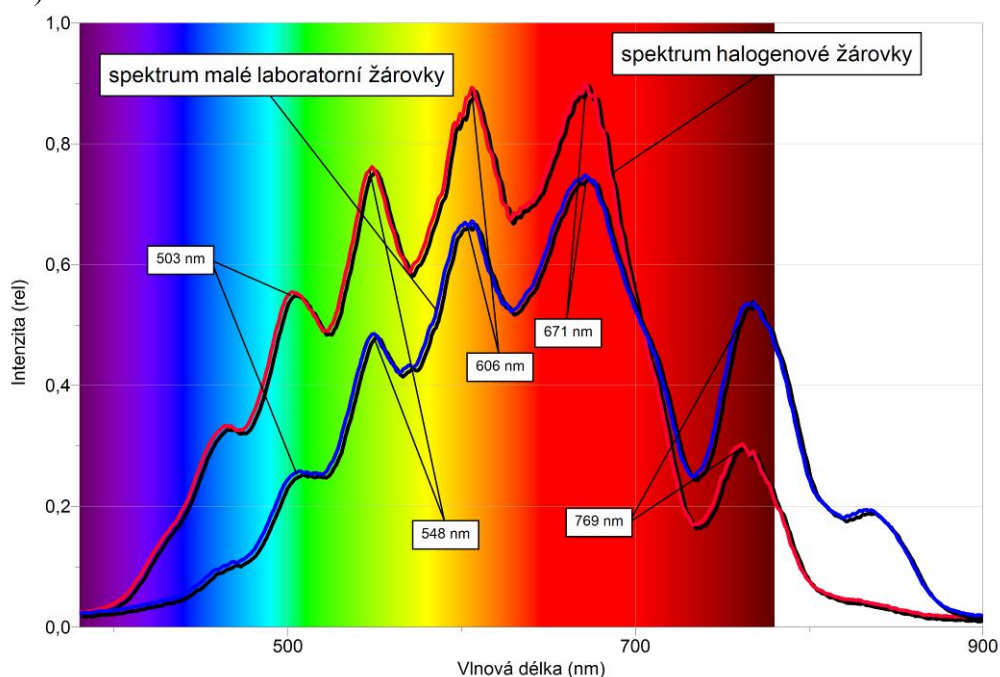 )
1,0
0,8
0,6
0,4
0,2
0,0
Intenzita (rel)
spektrum malé laboratorní žárovky
spektrum halogenové žárovky
503 nm
548 nm
606 nm
671 nm
769 nm
500
700
900
Vlnová délka (nm)